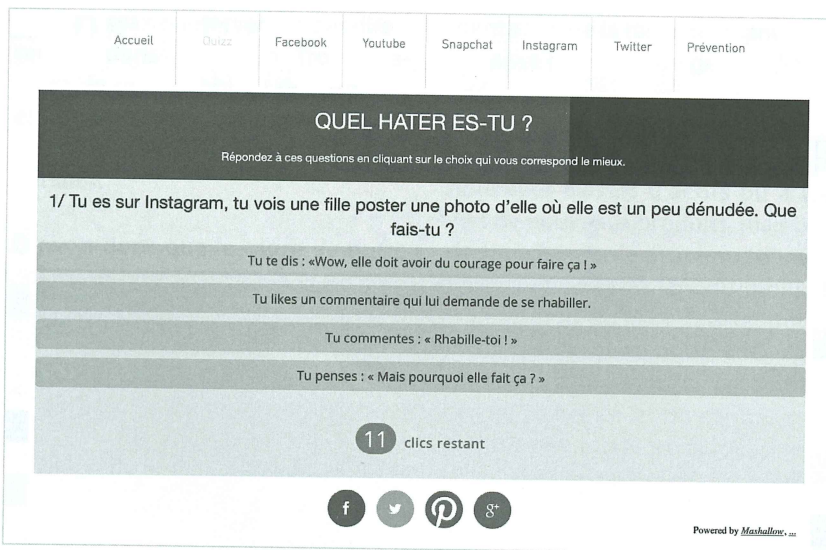 Accueil
Quizz
Facebook
Youtube
Snapchat
Instagram
Twitter
Prévention
QUEL HATER ES-TU ?
Répondez à ces questions en cliquant sur le choix qui vous correspond le mieux.
1/ Tu es sur Instagram, tu vois une fille poster une photo d'elle où elle est un peu dénudée. Que
fais-tu ?
Tu te dis : «Wow, elle doit avoir du courage pour faire ça ! »
Tu likes un commentaire qui lui demande de se rhabiller.
Tu commentes : « Rhabille-toi ! »
Tu penses : « Mais pourquoi elle fait ça ? »
11 clics restant
Powered by Mashallow, ...